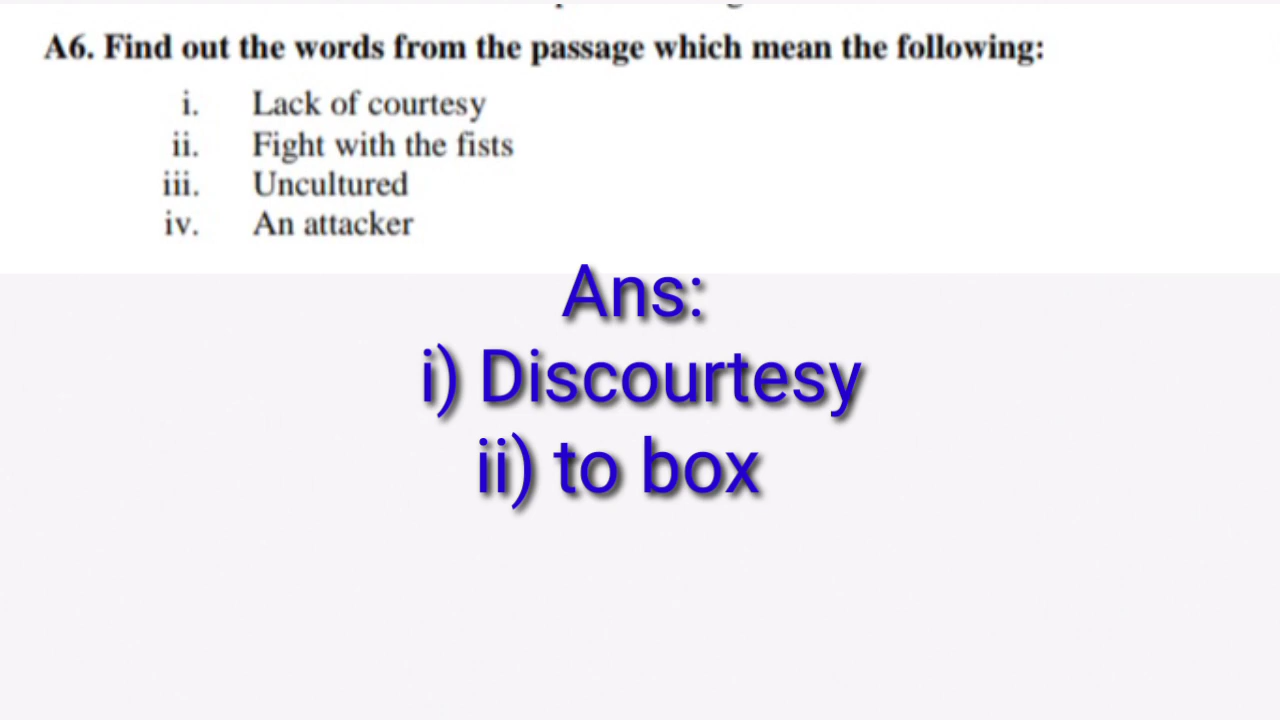 A6. Find out the words from the passage which mean the following:
i. Lack of courtesy
ii. Fight with the fists
iii. Uncultured
iv. An attacker
Ans:
i) Discourtesy
ii) to box